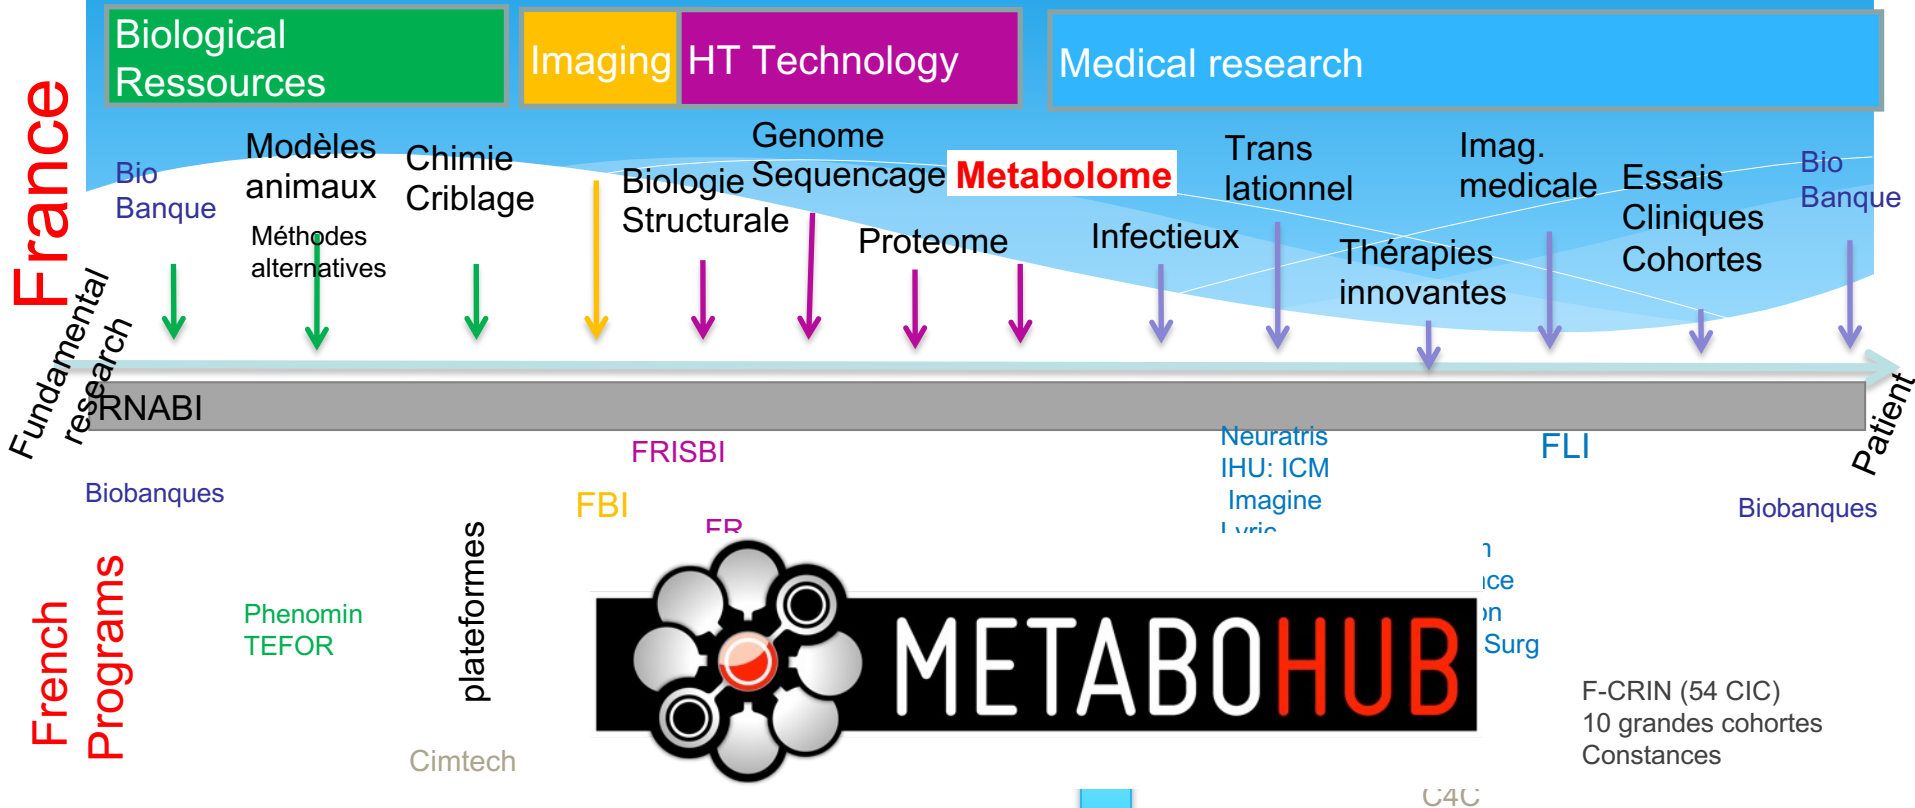 Biological
Ressources
Imaging
HT Technology
Medical research
France
Bio
Banque
Modèles
animaux
Méthodes
alternatives
Chimie
Criblage
Biologie
Structurale
Genome
Sequencage
Proteome
Metabolome
Infectieux
Trans
lationnel
Thérapies
innovantes
Imag.
medicale
Essais
Cliniques
Cohortes
Bio
Banque
Fundamental
research
Patient
RNABI
French
Programs
Biobanques
Phenomin
TEFOR
plateformes
Cimtech
FBI
FRISBI
FR
METABOHUB
Neuratris
IHU: ICM
Imagine
Lyric
Surg
FLI
F-CRIN (54 CIC)
10 grandes cohortes
Constances
Biobanques
C4C